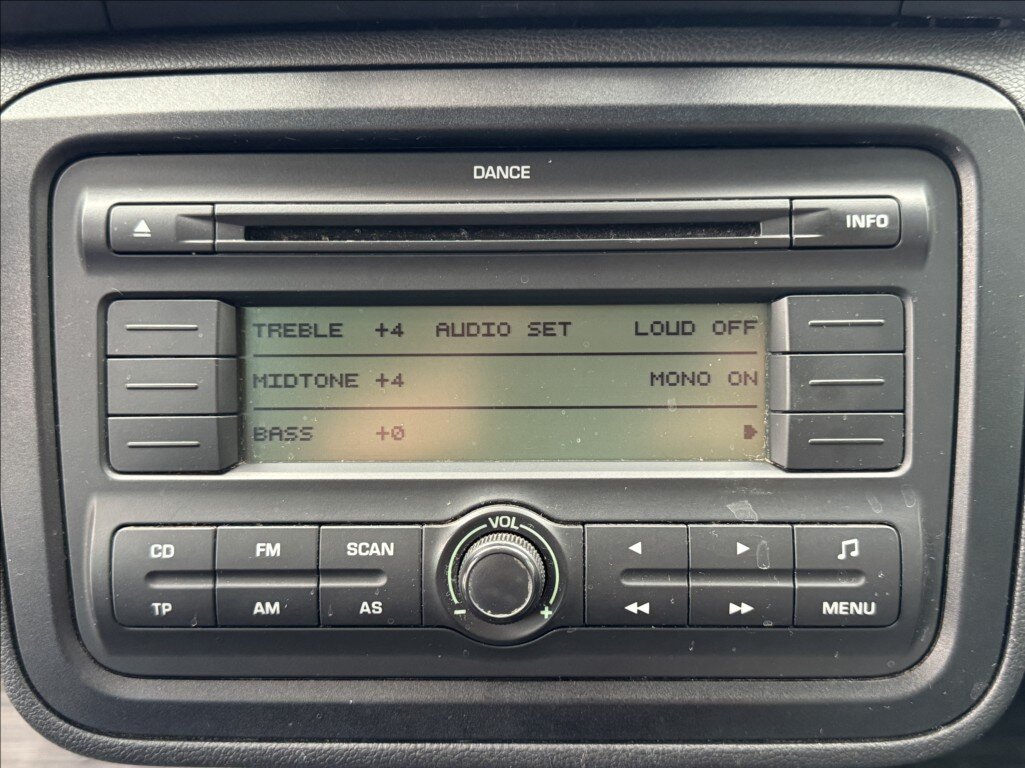 DANCE
INFO
TREBLE +4 AUDIO SET LOUD OFF
MIDTONE +4 MONO ON
BASS +0
VOL
- +
CD FM SCAN
TP AM AS MENU